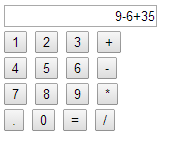 9-6+35
1 2 3 +
4 5 6 -
7 8 9 *
. 0 = /